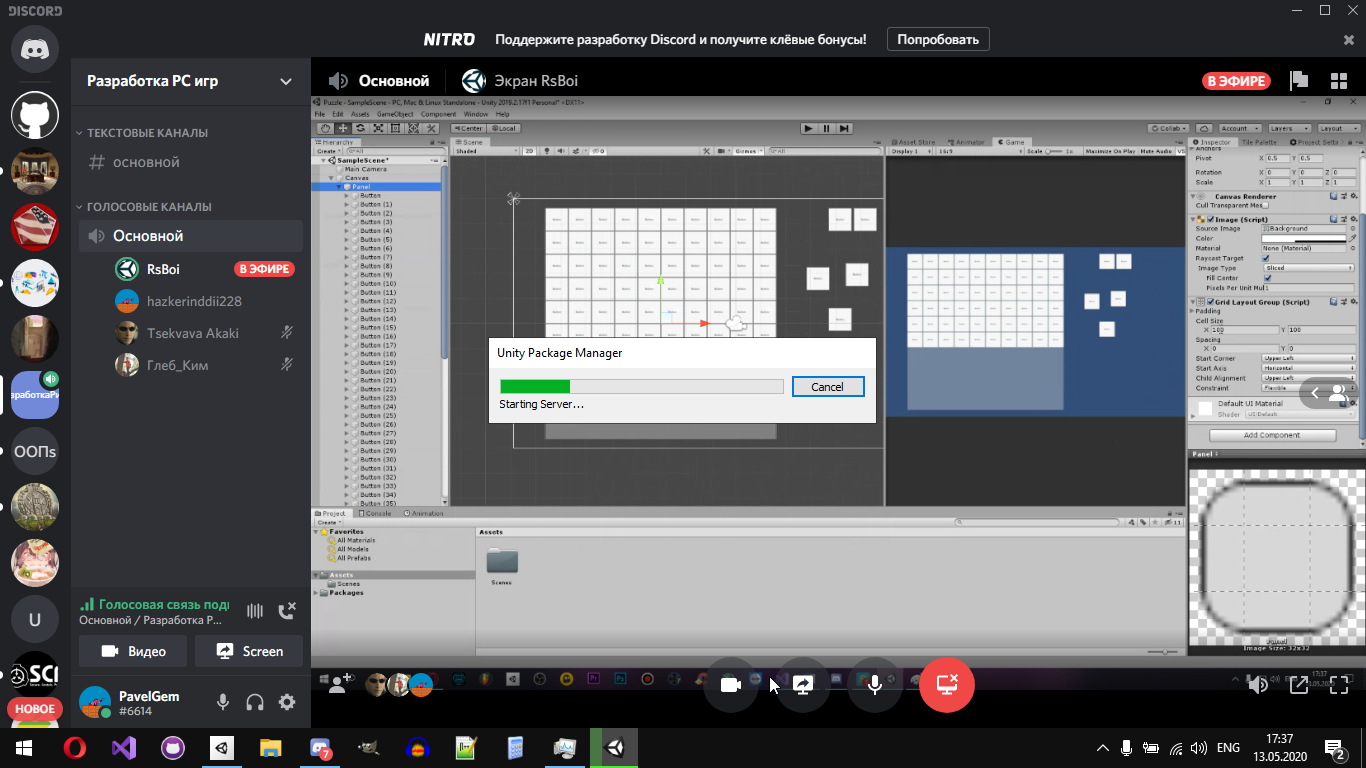 DISCORD
NITRO Поддержите разработку Discord и получите клёвые бонусы! Попробовать
Разработка PC игр
ТЕКСТОВЫЕ КАНАЛЫ
основной
ГОЛОСОВЫЕ КАНАЛЫ
Основной
RsBoi В ЭФИРЕ
hazkerinddii228
Tsekvava Akaki
Глеб_Ким
ООПs
U
НОВОЕ
Голосовая связь под
Основной / Разработка P...
Видео Screen
PavelGem
#6614
Основной Экран RsBoi В ЭФИРЕ
Puzzle - SampleScene - PC, Mac & Linux Standalone - Unity 2019.2.17f1 Personal* <DX11>
File Edit Assets GameObject Component Window Help
Center Local Collab Account Layers Layout
Hierarchy
Create
SampleScene*
Main Camera
Canvas
Panel
Button
Button (1)
Button (2)
Button (3)
Button (4)
Button (5)
Button (6)
Button (7)
Button (8)
Button (9)
Button (10)
Button (11)
Button (12)
Button (13)
Button (14)
Button (15)
Button (16)
Button (17)
Button (18)
Button (19)
Button (20)
Button (21)
Button (22)
Button (23)
Button (24)
Button (25)
Button (26)
Button (27)
Button (28)
Button (29)
Button (30)
Button (31)
Button (32)
Button (33)
Button (34)
Button (35)
Scene
Shaded 2D Gizmos
Asset Store Animator Game
Display 1 16:9 Scale 1x Maximize On Play Mute Audio
Unity Package Manager
Cancel
Starting Server...
Inspector Tile Palette Project Setti
Anchors
Pivot X 0.5 Y 0.5
Rotation X 0 Y 0 Z 0
Scale X 1 Y 1 Z 1
Canvas Renderer
Cull Transparent Mes
Image (Script)
Source Image Background
Color
Material None (Material)
Raycast Target
Image Type Sliced
Fill Center
Pixels Per Unit Mul 1
Grid Layout Group (Script)
Padding
Cell Size
X 100 Y 100
Spacing
X 0 Y 0
Start Corner Upper Left
Start Axis Horizontal
Child Alignment Upper Left
Constraint Flexible
Default UI Material
Shader UI/Default
Add Component
Panel
Image Size: 32x32
Project Console Animation
Create
Favorites
All Materials
All Models
All Prefabs
Assets
Scenes
Packages
Assets
Scenes
17:37
7
ENG
17:37
13.05.2020
2